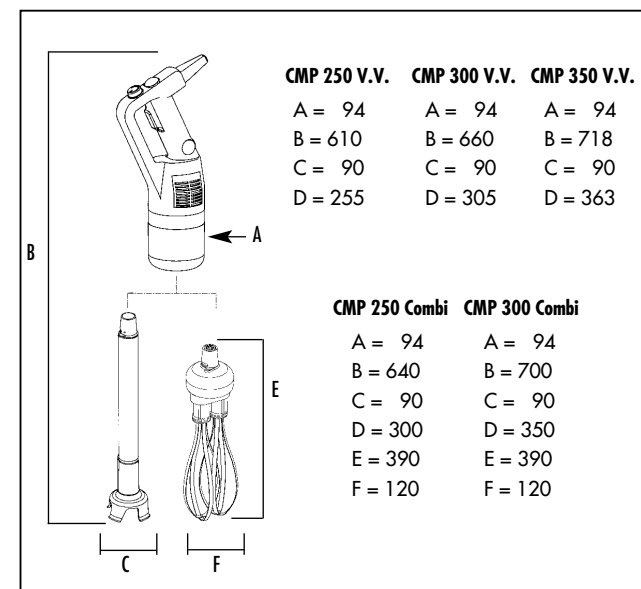 CMP 250 V.V. CMP 300 V.V. CMP 350 V.V.
A = 94 A = 94 A = 94
B = 610 B = 660 B = 718
C = 90 C = 90 C = 90
D = 255 D = 305 D = 363
A
B
CMP 250 Combi CMP 300 Combi
A = 94 A = 94
B = 640 B = 700
C = 90 C = 90
D = 300 D = 350
E = 390 E = 390
F = 120 F = 120
E
C F